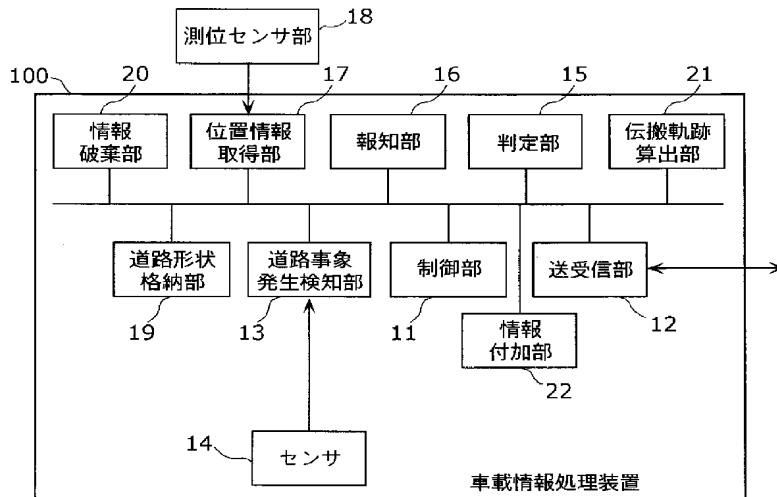 測位センサ部
18
100
20
17
16
15
21
情報
破棄部
位置情報
取得部
報知部
判定部
伝搬軌跡
算出部
道路形状
格納部
道路事象
発生検知部
制御部
送受信部
19
13
11
12
情報
付加部
22
14
センサ
車載情報処理装置